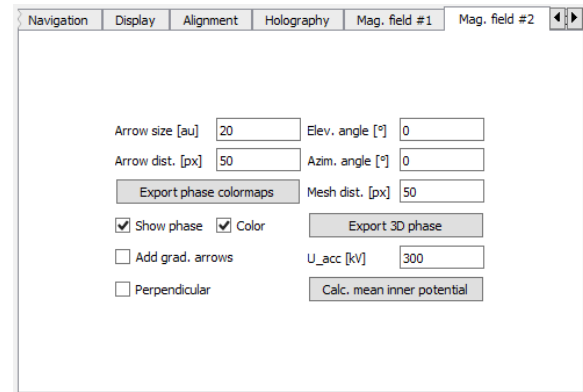 Navigation Display Alignment Holography Mag. field #1 Mag. field #2
Arrow size [au] 20 Elev. angle [°] 0
Arrow dist. [px] 50 Azim. angle [°] 0
Export phase colormaps Mesh dist. [px] 50
Show phase Color Export 3D phase
Add grad. arrows U_acc [kV] 300
Perpendicular Calc. mean inner potential